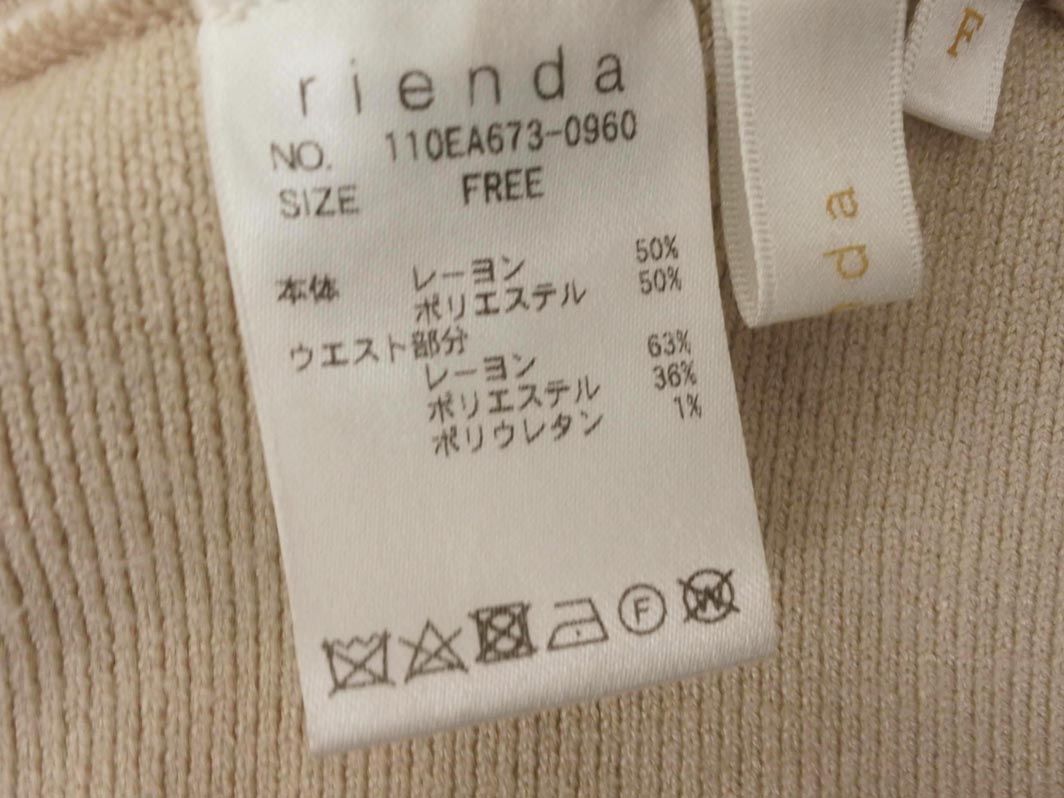 rienda
NO. 110EA673-0960
SIZE FREE
本体 レーヨン 50%
ポリエステル 50%
ウエスト部分
レーヨン 63%
ポリエステル 36%
ポリウレタン 1%
F
W
da
F